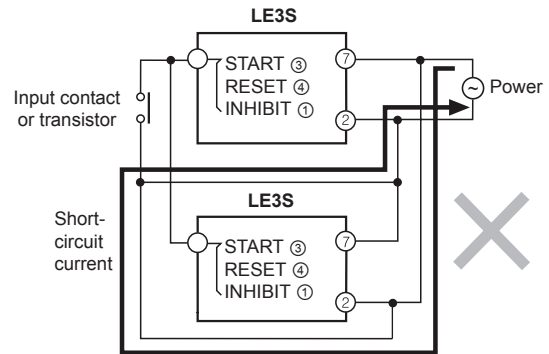 LE3S
START ③
RESET ④
INHIBIT ①
7
2
Power
~
Input contact
or transistor
Short-
circuit
current
LE3S
START ③
RESET ④
INHIBIT ①
7
2